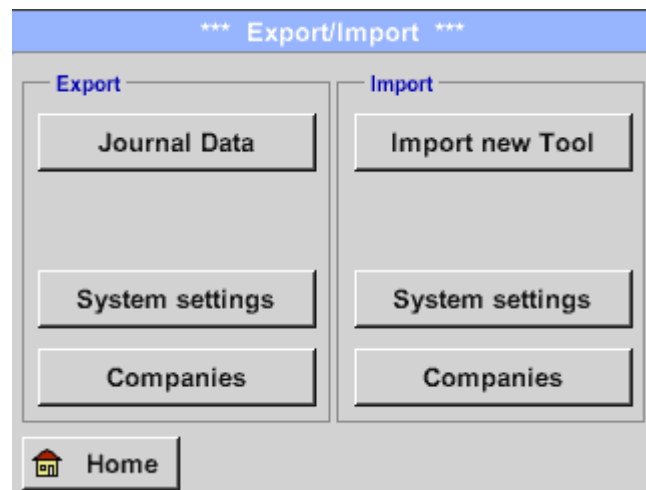 *** Export/Import ***
Export
Journal Data
System settings
Companies
Import
Import new Tool
System settings
Companies
Home